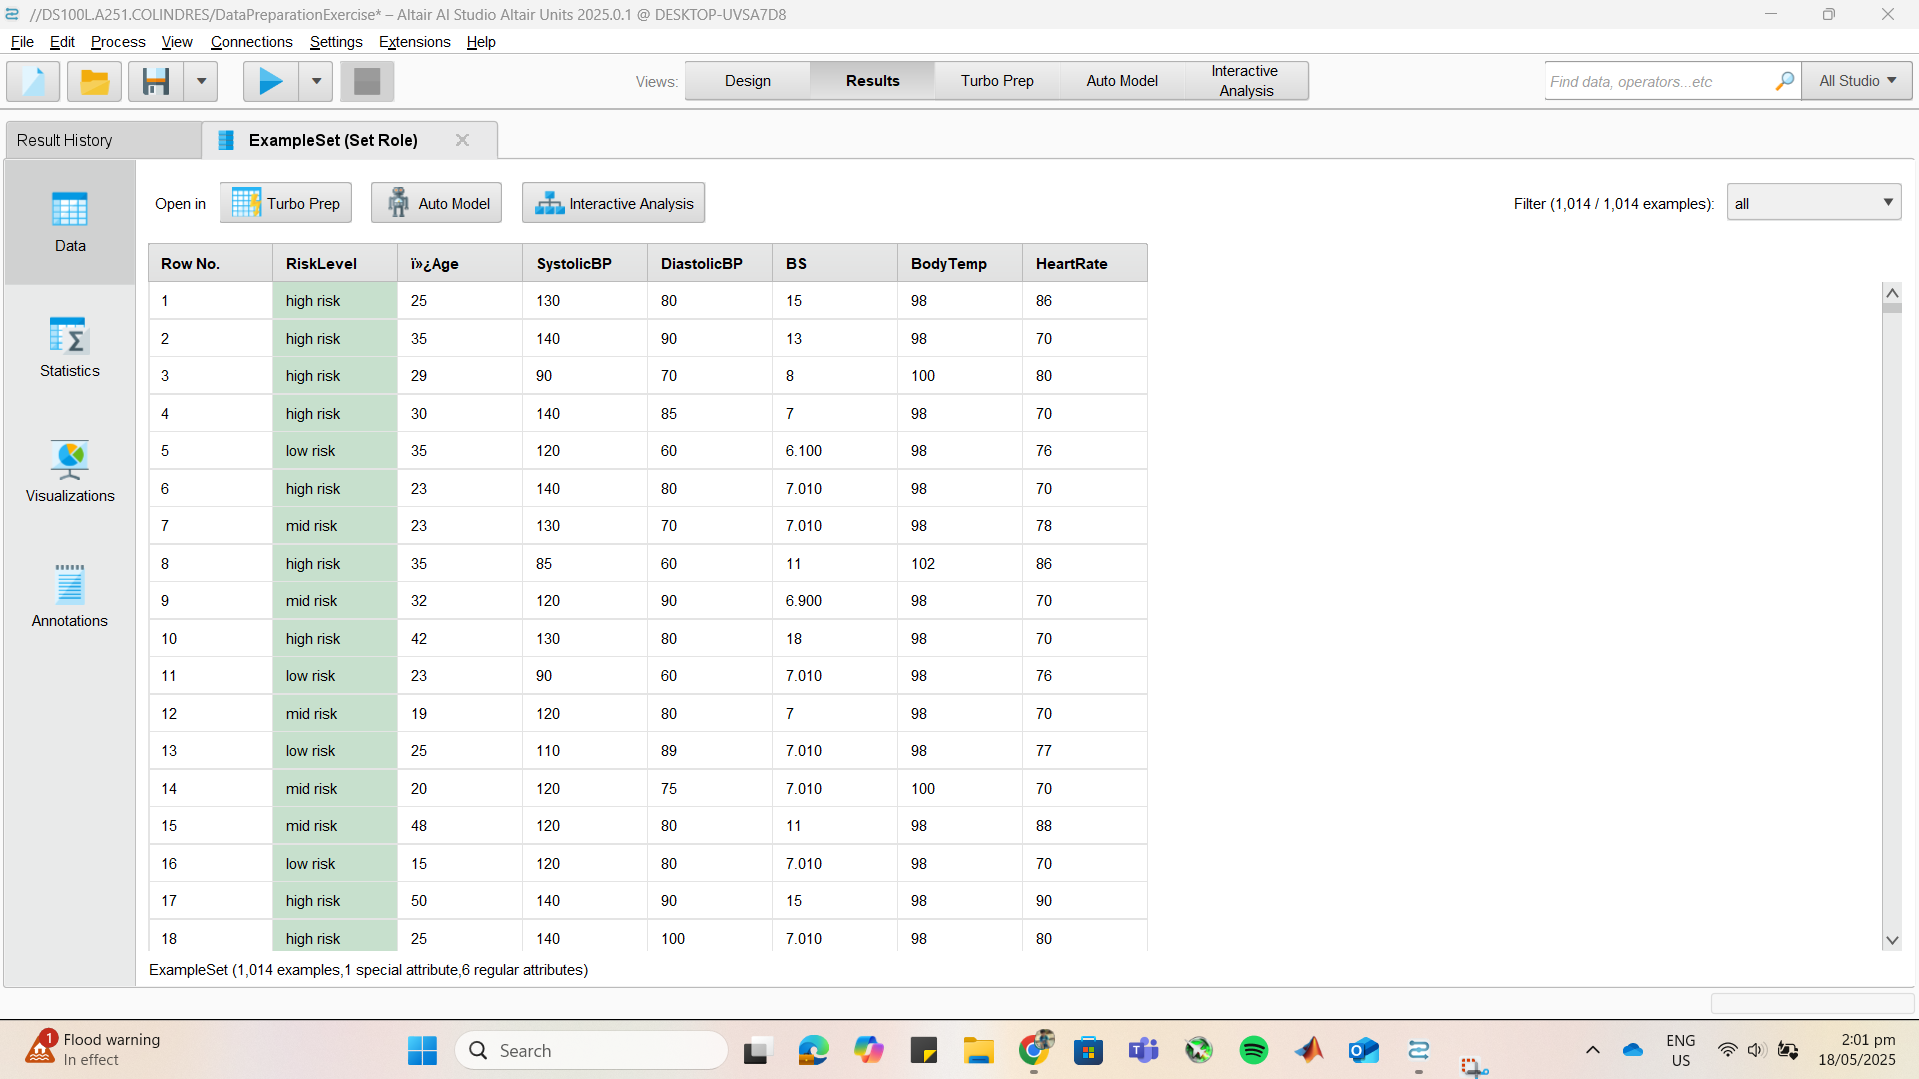 //DS100L.A251.COLINDRES/DataPreparationExercise* – Altair AI Studio Altair Units 2025.0.1 @ DESKTOP-UVSA7D8
File Edit Process View Connections Settings Extensions Help
Views: Design Results Turbo Prep Auto Model Interactive Analysis
Find data, operators...etc All Studio
Result History ExampleSet (Set Role)
Open in Turbo Prep Auto Model Interactive Analysis Filter (1,014 / 1,014 examples): all
Data
Statistics
Visualizations
Annotations
Row No. RiskLevel ï»¿Age SystolicBP DiastolicBP BS BodyTemp HeartRate
1 high risk 25 130 80 15 98 86
2 high risk 35 140 90 13 98 70
3 high risk 29 90 70 8 100 80
4 high risk 30 140 85 7 98 70
5 low risk 35 120 60 6.100 98 76
6 high risk 23 140 80 7.010 98 70
7 mid risk 23 130 70 7.010 98 78
8 high risk 35 85 60 11 102 86
9 mid risk 32 120 90 6.900 98 70
10 high risk 42 130 80 18 98 70
11 low risk 23 90 60 7.010 98 76
12 mid risk 19 120 80 7 98 70
13 low risk 25 110 89 7.010 98 77
14 mid risk 20 120 75 7.010 100 70
15 mid risk 48 120 80 11 98 88
16 low risk 15 120 80 7.010 98 70
17 high risk 50 140 90 15 98 90
18 high risk 25 140 100 7.010 98 80
ExampleSet (1,014 examples,1 special attribute,6 regular attributes)
1 Flood warning
In effect
Search
ENG
US
2:01 pm
18/05/2025